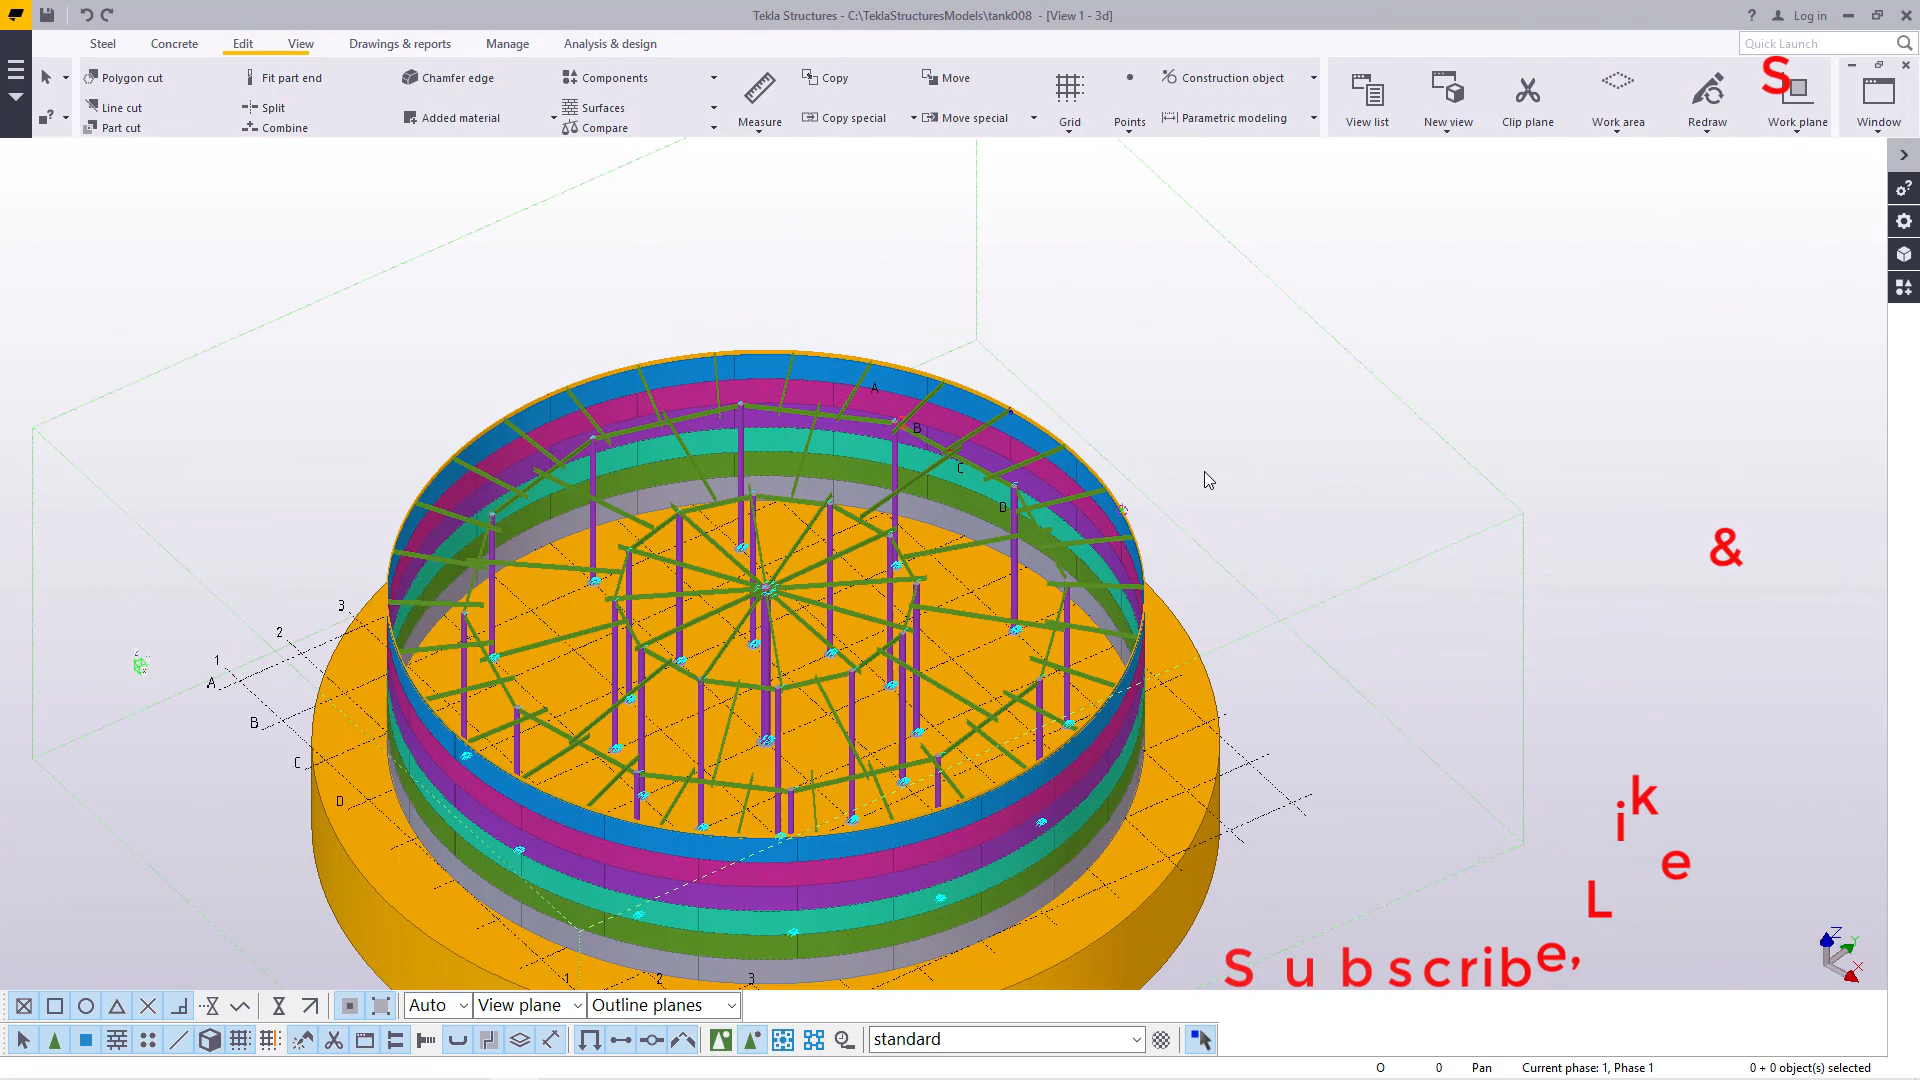 Tekla Structures - C:\TeklaStructuresModels\tank008 - [View 1 - 3d]
? Log in
Steel Concrete Edit View Drawings & reports Manage Analysis & design
Quick Launch
Polygon cut Fit part end Chamfer edge Components Copy Move Construction object
Line cut Split Surfaces
Added material Measure Copy special Move special Grid Points Parametric modeling
Part cut Combine Compare
View list New view Clip plane Work area Redraw Work plane Window
S
A
B
C
D
3
2
1
A
B
C
D
1 2 3
&
Like
Subscribe,
Z Y X
Auto View plane Outline planes
standard
O 0 Pan Current phase: 1, Phase 1 0 + 0 object(s) selected